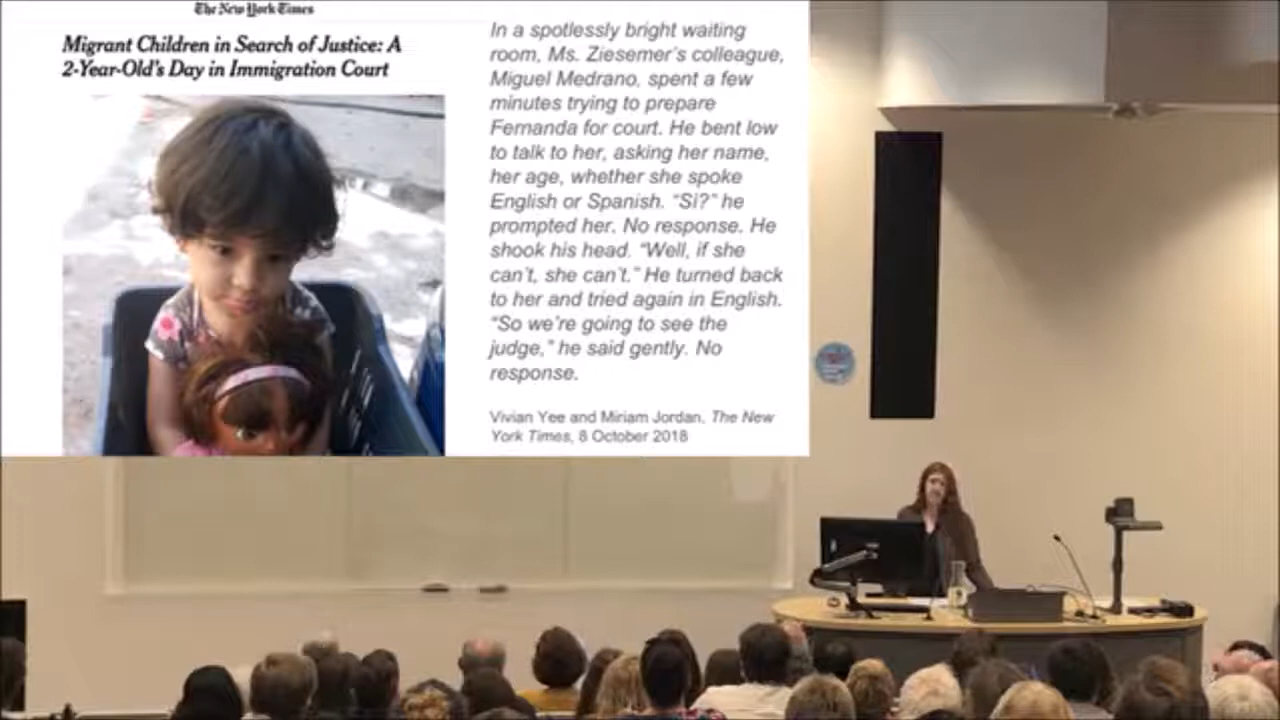 The New York Times
Migrant Children in Search of Justice: A
2-Year-Old's Day in Immigration Court
In a spotlessly bright waiting
room, Ms. Ziesemer's colleague,
Miguel Medrano, spent a few
minutes trying to prepare
Fernanda for court. He bent low
to talk to her, asking her name,
her age, whether she spoke
English or Spanish. “Sí?” he
prompted her. No response. He
shook his head. “Well, if she
can't, she can't.” He turned back
to her and tried again in English.
“So we're going to see the
judge,” he said gently. No
response.
Vivian Yee and Miriam Jordan, The New
York Times, 8 October 2018